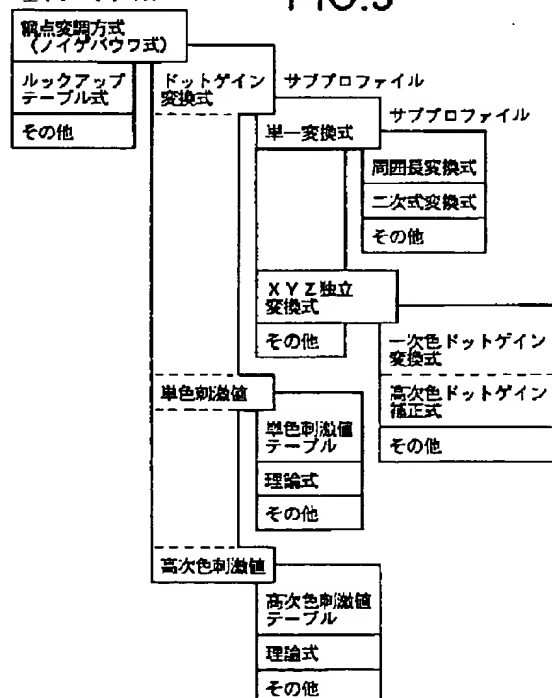 FIG.3
網点変調方式
(ノイゲバウワ式)
ルックアップ
テーブル式
その他
ドットゲイン
変換式
サブプロファイル
単一変換式
サブプロファイル
周囲長変換式
二次式変換式
その他
XYZ独立
変換式
その他
一次色ドットゲイン
変換式
高次色ドットゲイン
補正式
その他
単色刺激値
単色刺激値
テーブル
理論式
その他
高次色刺激値
高次色刺激値
テーブル
理論式
その他